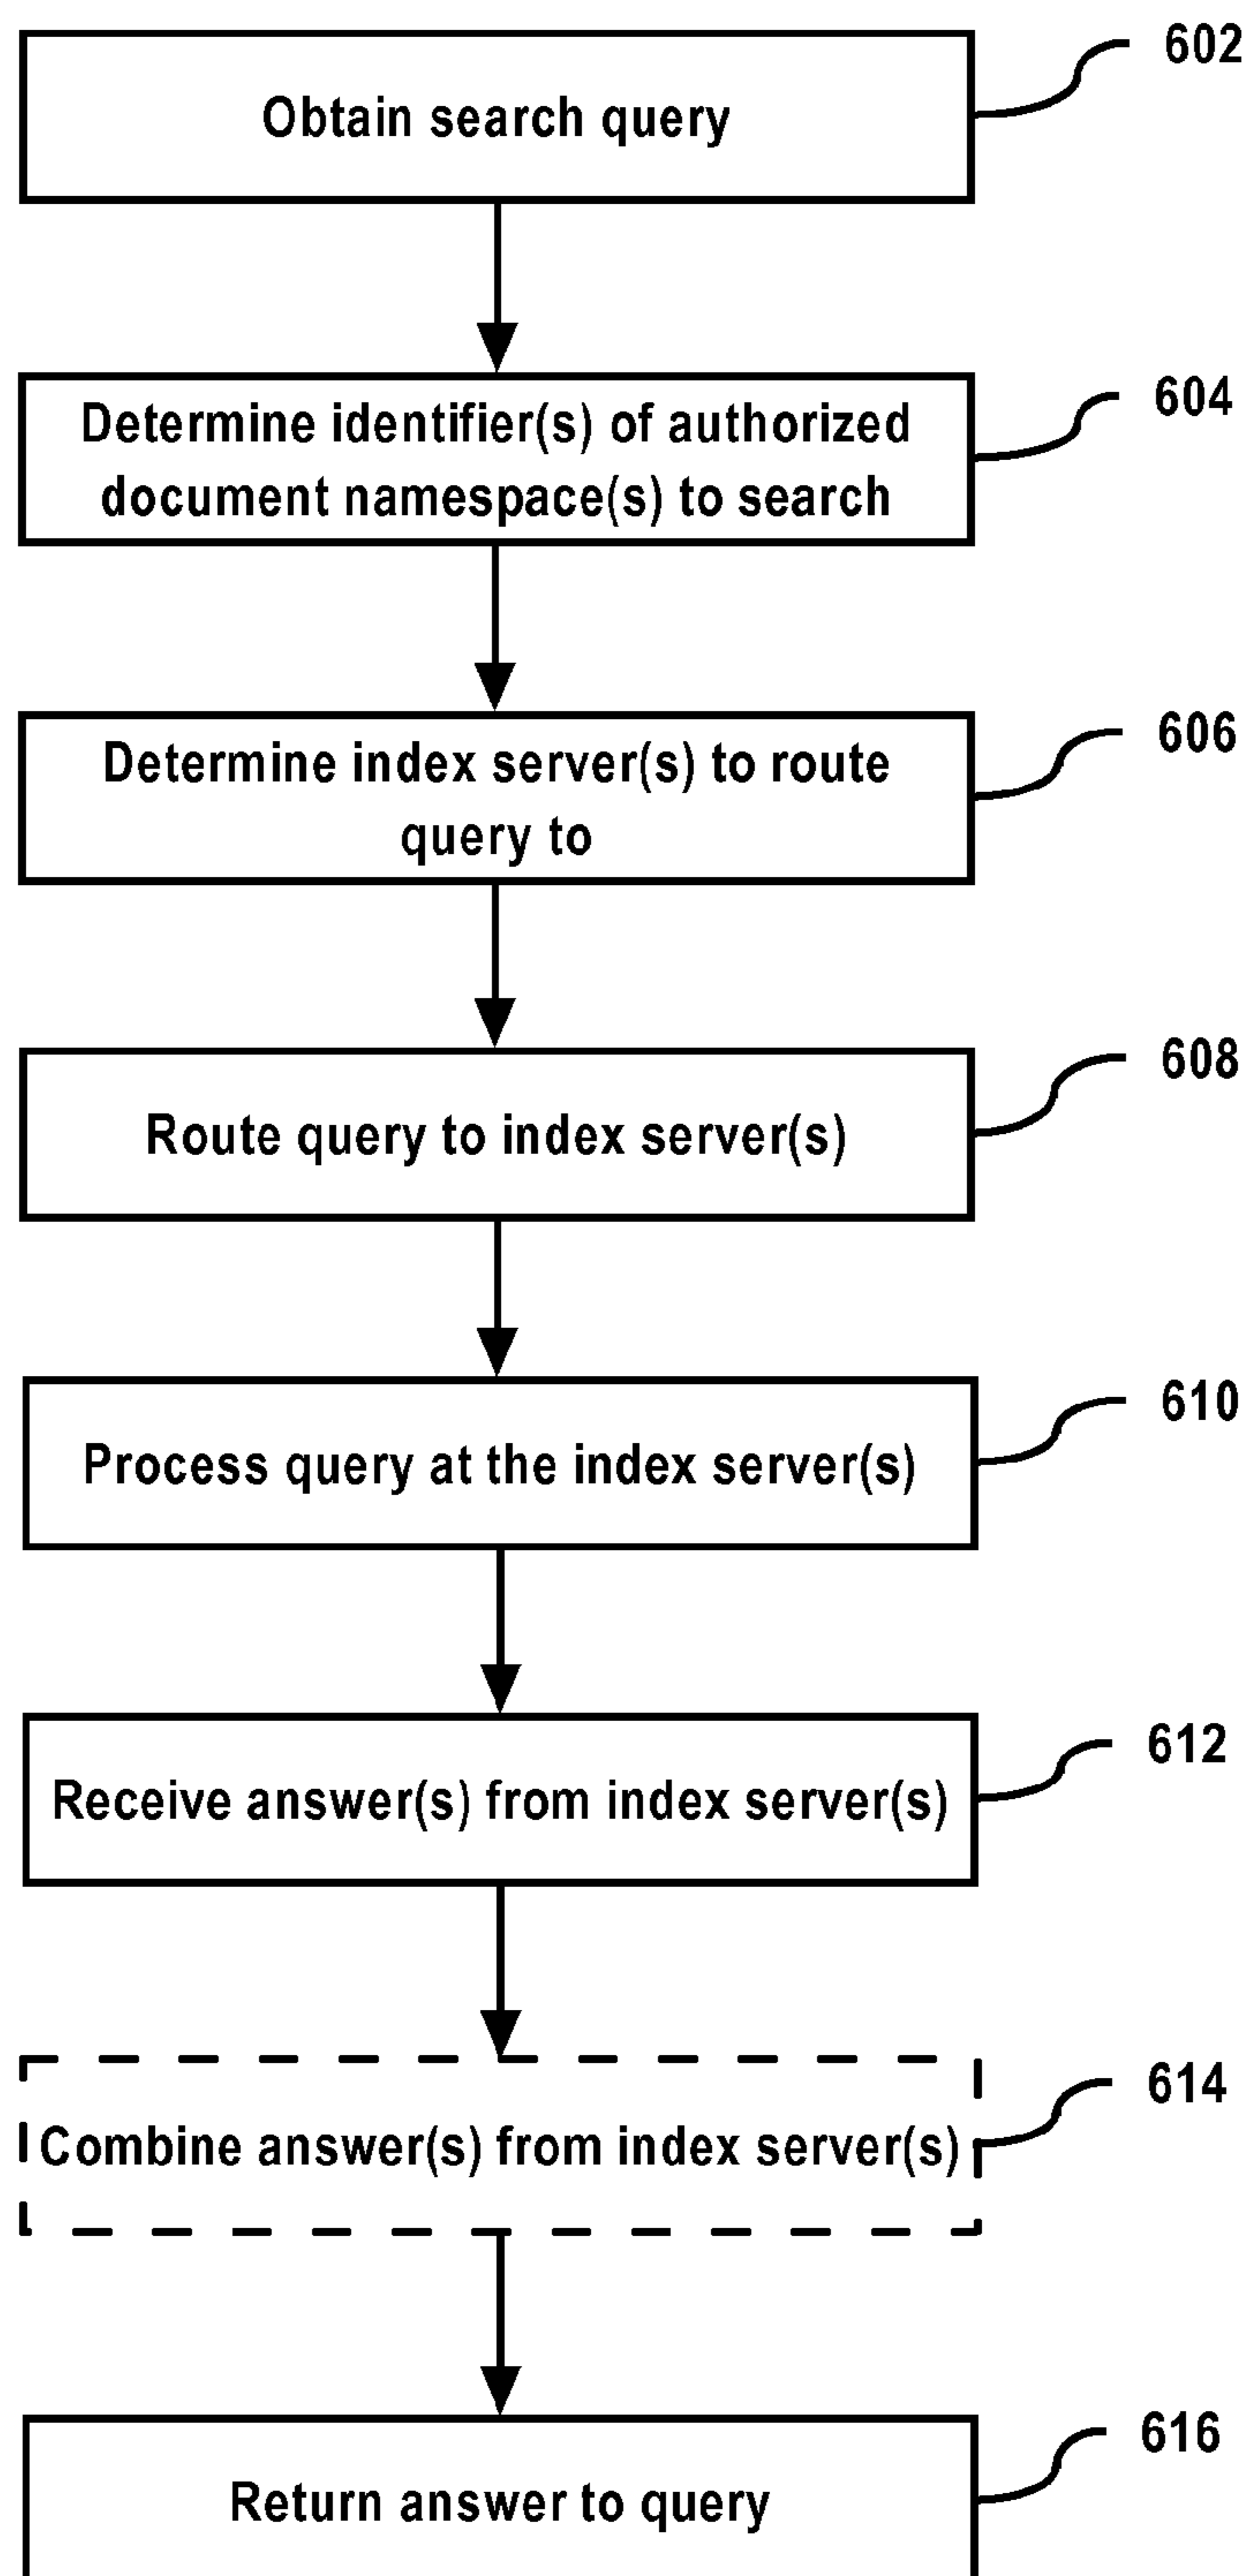 602
Obtain search query
604
Determine identifier(s) of authorized
document namespace(s) to search
606
Determine index server(s) to route
query to
608
Route query to index server(s)
610
Process query at the index server(s)
612
Receive answer(s) from index server(s)
614
Combine answer(s) from index server(s)
616
Return answer to query